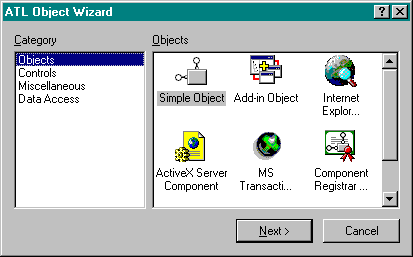 ATL Object Wizard
Category
Objects
Objects
Controls
Miscellaneous
Data Access
Simple Object
Add-in Object
Internet
Explor...
ActiveX Server
Component
MS
Transacti...
Component
Registrar ...
Next >
Cancel